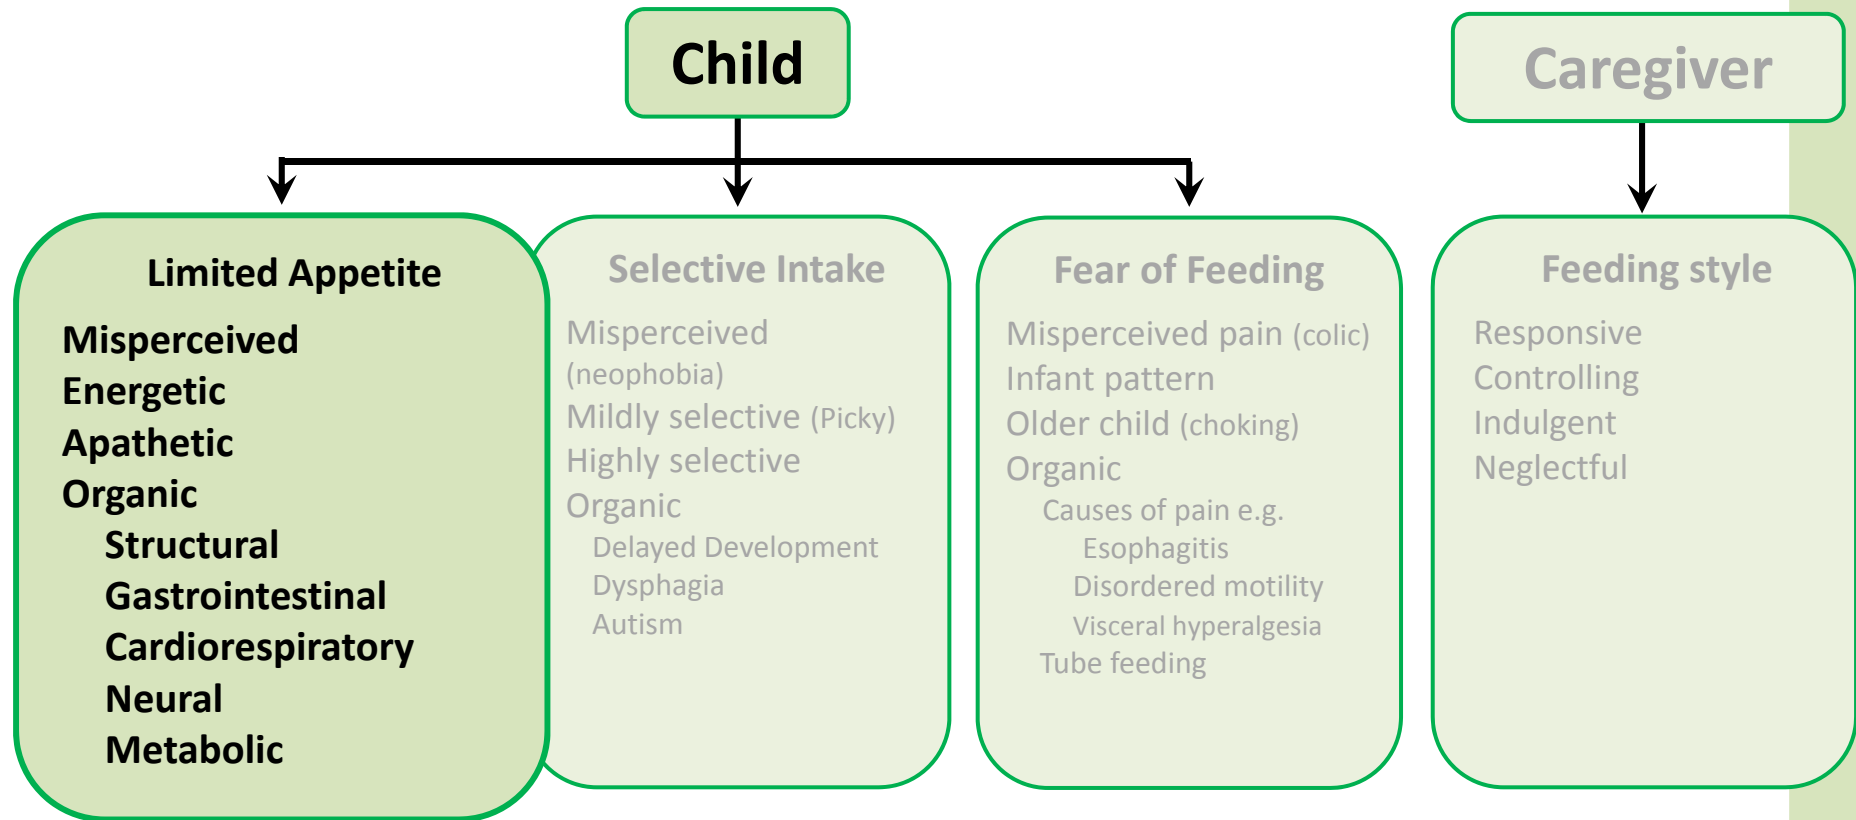 Child
Caregiver
Limited Appetite
Misperceived
Energetic
Apathetic
Organic
Structural
Gastrointestinal
Cardiorespiratory
Neural
Metabolic
Selective Intake
Misperceived
(neophobia)
Mildly selective (Picky)
Highly selective
Organic
Delayed Development
Dysphagia
Autism
Fear of Feeding
Misperceived pain (colic)
Infant pattern
Older child (choking)
Organic
Causes of pain e.g.
Esophagitis
Disordered motility
Visceral hyperalgesia
Tube feeding
Feeding style
Responsive
Controlling
Indulgent
Neglectful